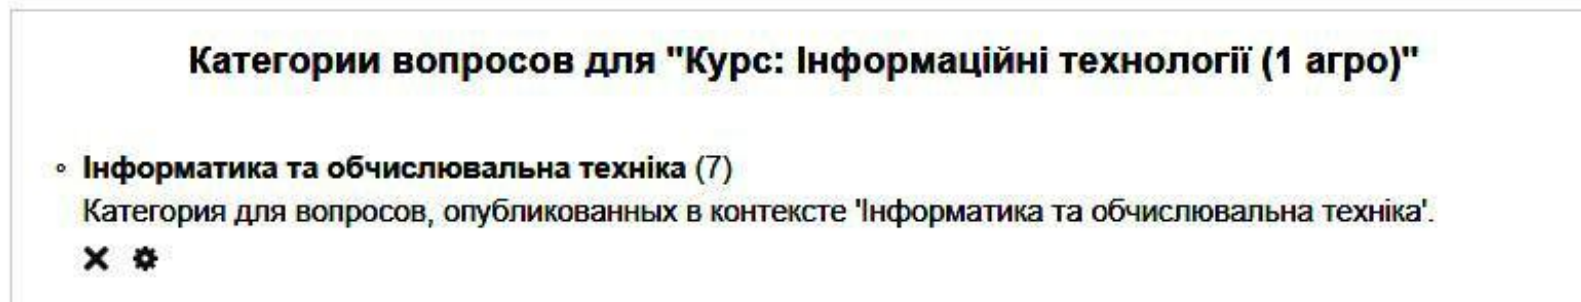 Категории вопросов для "Курс: Інформаційні технології (1 агро)"
Інформатика та обчислювальна техніка (7)
Категория для вопросов, опубликованных в контексте 'Інформатика та обчислювальна техніка'.